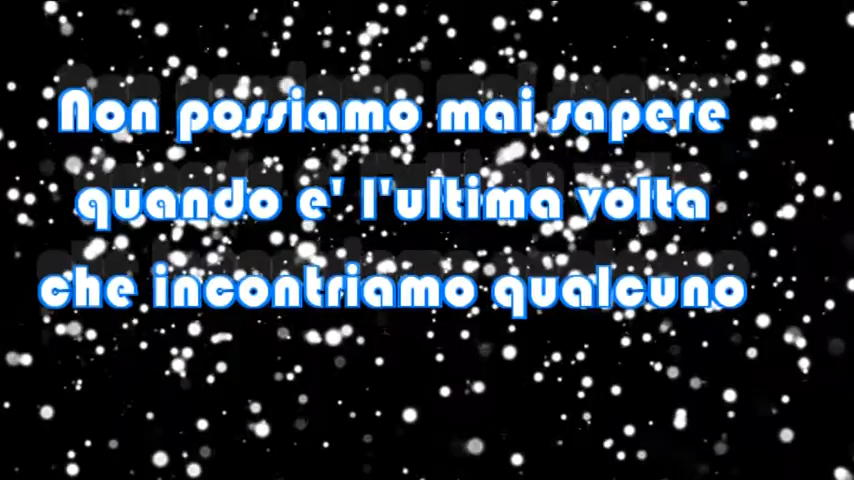 Non possiamo mai sapere
quando e' l'ultima volta
che incontriamo qualcuno